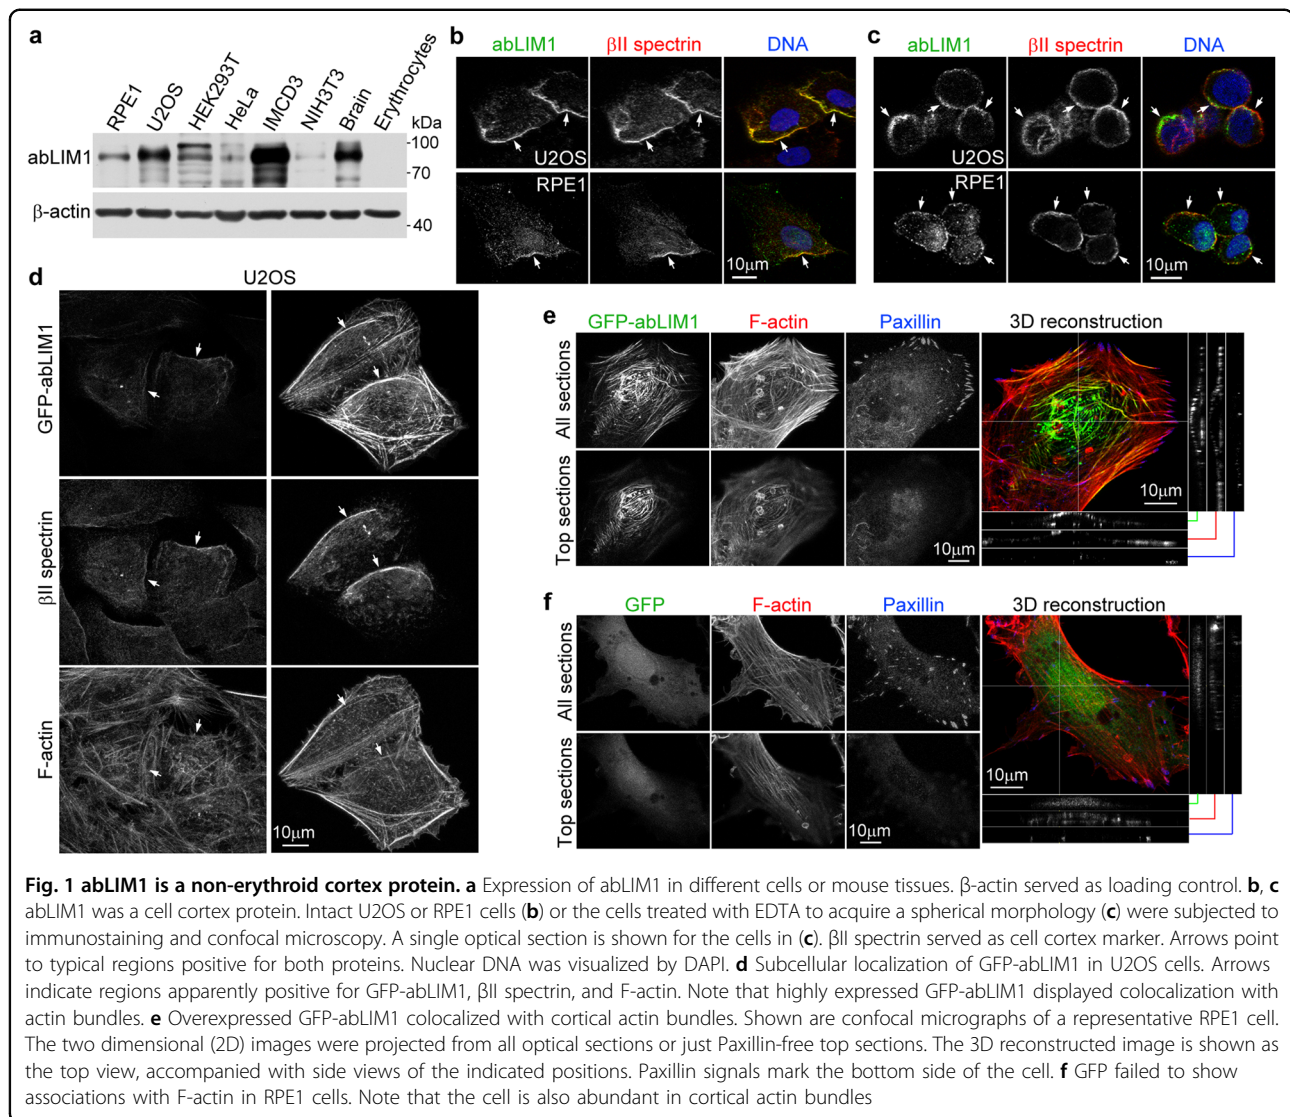 a
RPE1
U2OS
HEK293T
HeLa
IMCD3
NIH3T3
Brain
Erythrocytes
kDa
abLIM1
-100
-70
β-actin
-40
b
abLIM1
βII spectrin
DNA
U2OS
RPE1
10μm
c
abLIM1
βII spectrin
DNA
U2OS
RPE1
10μm
d
U2OS
GFP-abLIM1
βII spectrin
F-actin
10μm
e
GFP-abLIM1
F-actin
Paxillin
3D reconstruction
All sections
Top sections
10μm
10μm
f
GFP
F-actin
Paxillin
3D reconstruction
All sections
Top sections
10μm
10μm
Fig. 1 abLIM1 is a non-erythroid cortex protein. a Expression of abLIM1 in different cells or mouse tissues. β-actin served as loading control. b, c
abLIM1 was a cell cortex protein. Intact U2OS or RPE1 cells (b) or the cells treated with EDTA to acquire a spherical morphology (c) were subjected to
immunostaining and confocal microscopy. A single optical section is shown for the cells in (c). βII spectrin served as cell cortex marker. Arrows point
to typical regions positive for both proteins. Nuclear DNA was visualized by DAPI. d Subcellular localization of GFP-abLIM1 in U2OS cells. Arrows
indicate regions apparently positive for GFP-abLIM1, βII spectrin, and F-actin. Note that highly expressed GFP-abLIM1 displayed colocalization with
actin bundles. e Overexpressed GFP-abLIM1 colocalized with cortical actin bundles. Shown are confocal micrographs of a representative RPE1 cell.
The two dimensional (2D) images were projected from all optical sections or just Paxillin-free top sections. The 3D reconstructed image is shown as
the top view, accompanied with side views of the indicated positions. Paxillin signals mark the bottom side of the cell. f GFP failed to show
associations with F-actin in RPE1 cells. Note that the cell is also abundant in cortical actin bundles